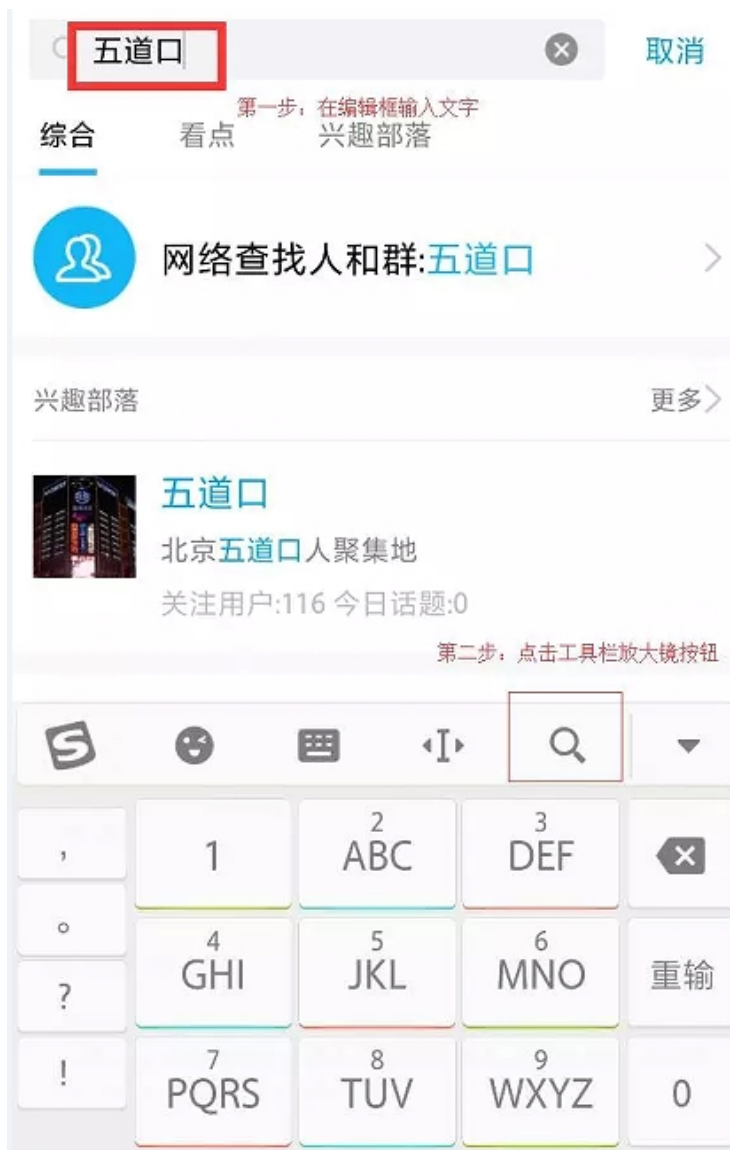 五道口
取消
第一步：在编辑框输入文字
综合
看点
兴趣部落
网络查找人和群:五道口
兴趣部落
更多
五道口
北京五道口人聚集地
关注用户:116 今日话题:0
第二步：点击工具栏放大镜按钮
S
,
1
2
ABC
3
DEF
。
4
GHI
5
JKL
6
MNO
重输
?
!
7
PQRS
8
TUV
9
WXYZ
0